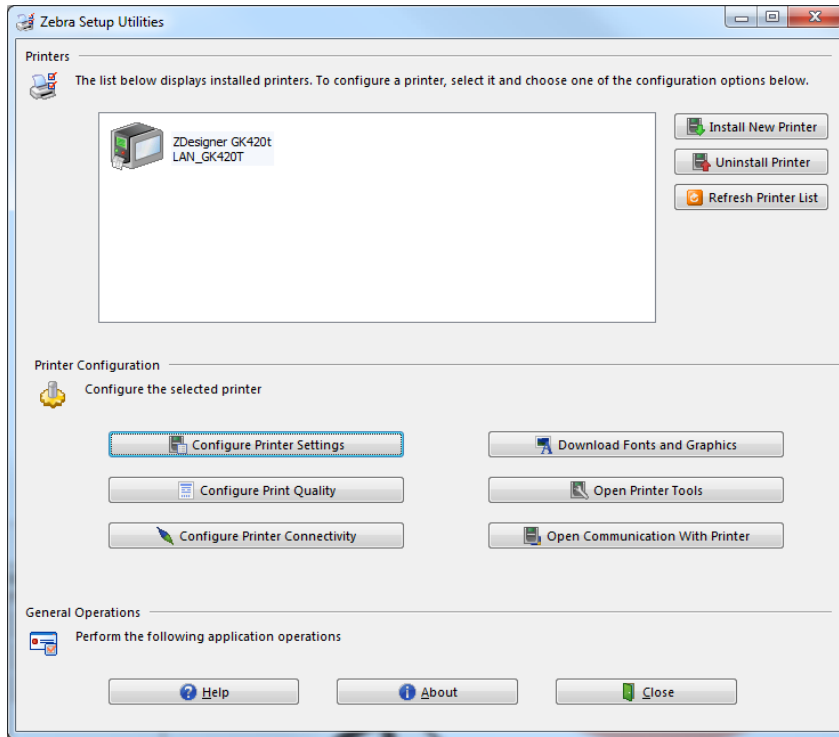 Zebra Setup Utilities
Printers
The list below displays installed printers. To configure a printer, select it and choose one of the configuration options below.
ZDesigner GK420t
LAN_GK420T
Install New Printer
Uninstall Printer
Refresh Printer List
Printer Configuration
Configure the selected printer
Configure Printer Settings
Download Fonts and Graphics
Configure Print Quality
Open Printer Tools
Configure Printer Connectivity
Open Communication With Printer
General Operations
Perform the following application operations
Help
About
Close